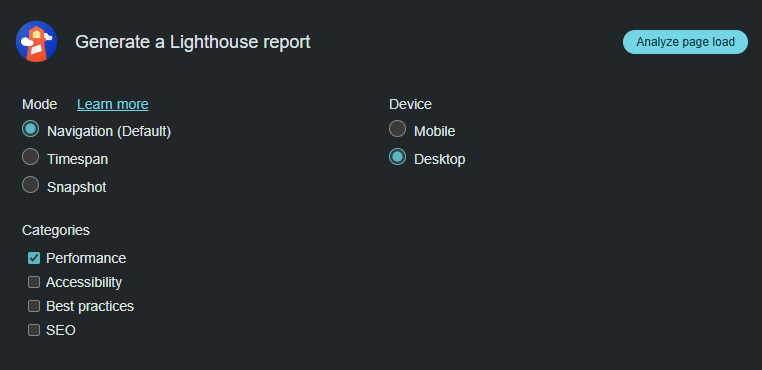 Generate a Lighthouse report
Analyze page load
Mode Learn more
Navigation (Default)
Timespan
Snapshot
Device
Mobile
Desktop
Categories
Performance
Accessibility
Best practices
SEO